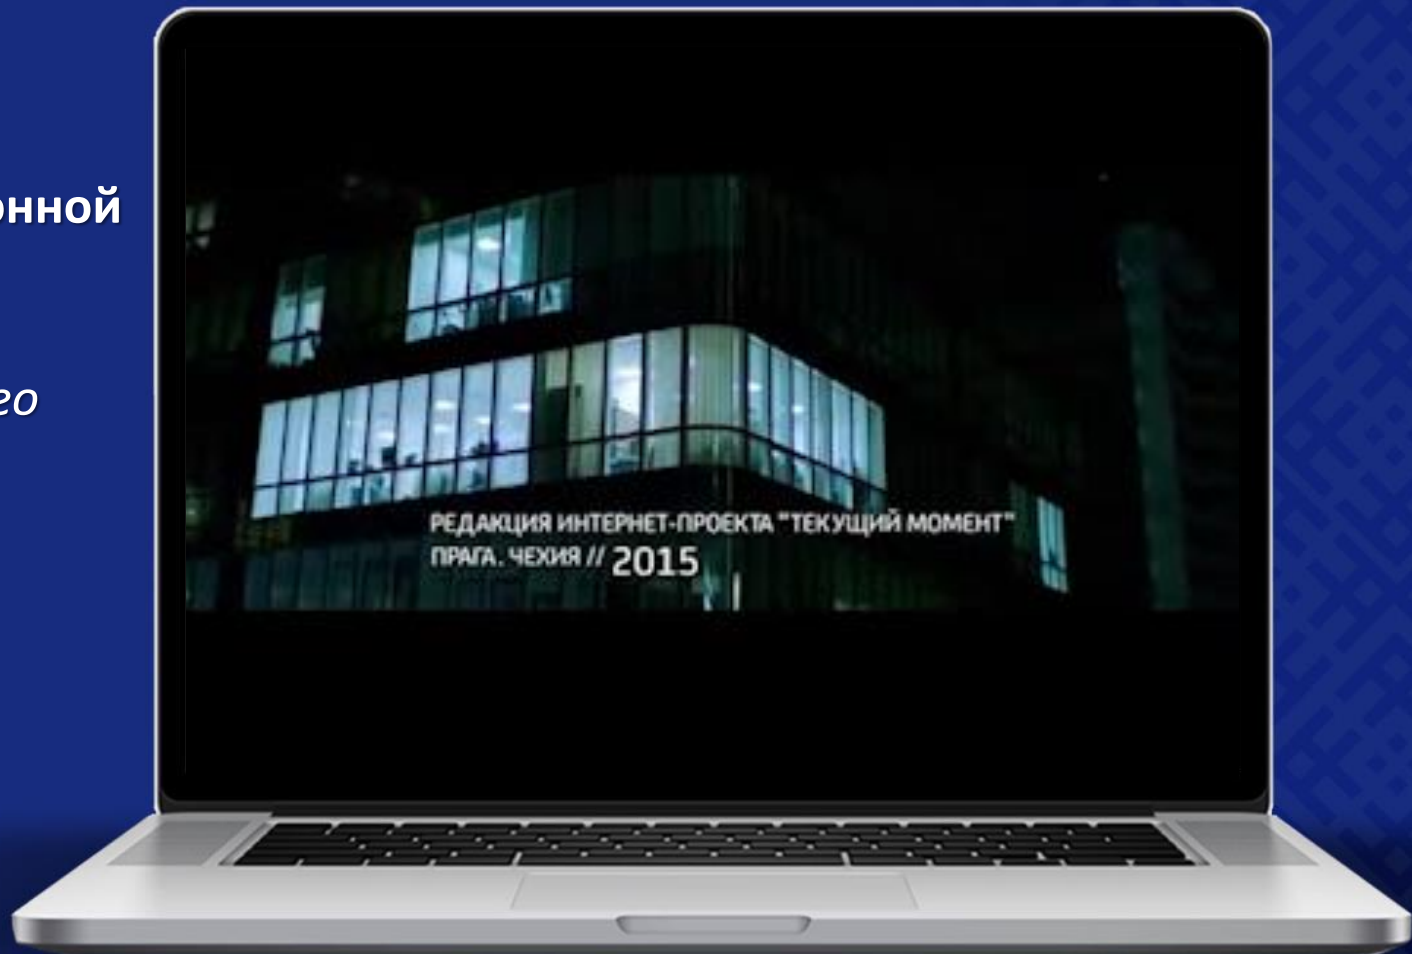 онной
го
РЕДАКЦИЯ ИНТЕРНЕТ-ПРОЕКТА "ТЕКУЩИЙ МОМЕНТ"
ПРАГА. ЧЕХИЯ // 2015